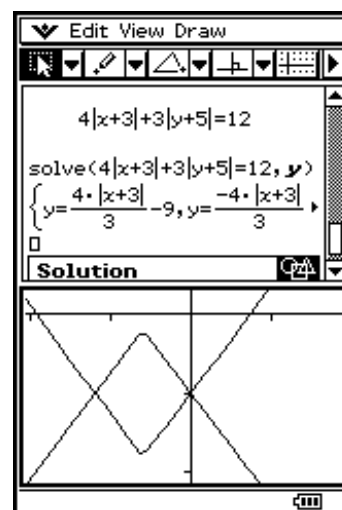 Edit View Draw
4|x+3|+3|y+5|=12
solve(4|x+3|+3|y+5|=12, y)
{y=4·|x+3|/3-9,y=-4·|x+3|/3
Solution